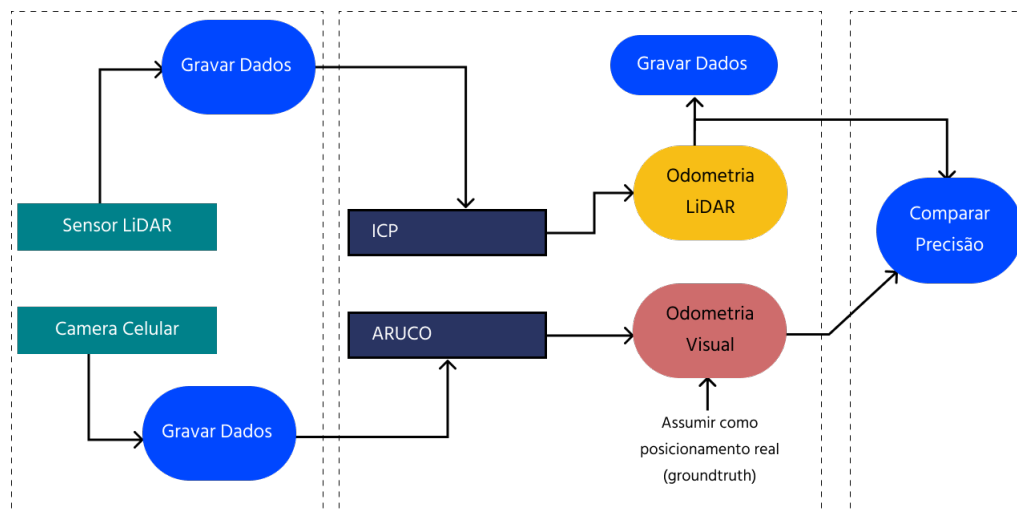 Gravar Dados
Sensor LiDAR
Camera Celular
Gravar Dados
ICP
ARUCO
Gravar Dados
Odometria
LiDAR
Odometria
Visual
Assumir como
posicionamento real
(groundtruth)
Comparar
Precisão